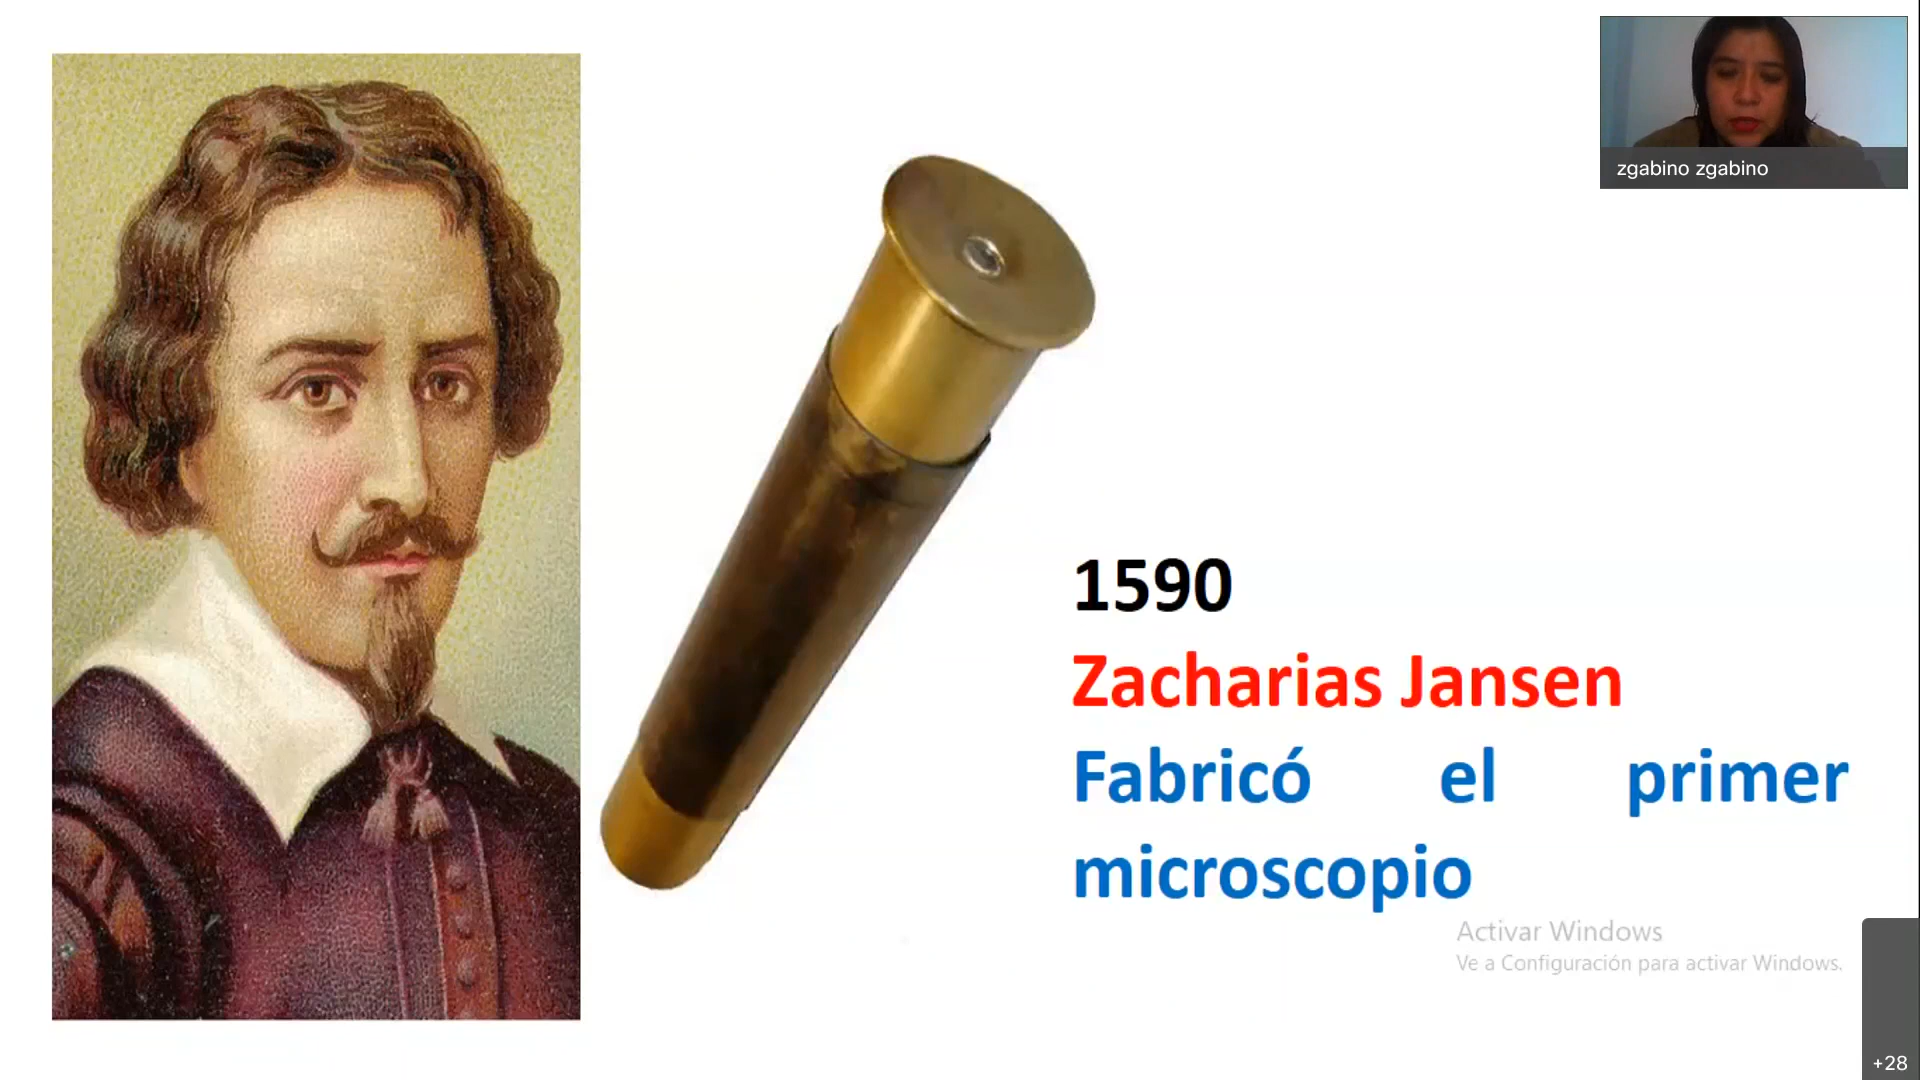 zgabino zgabino
1590
Zacharias Jansen
Fabricó el primer
microscopio
Activar Windows
Ve a Configuración para activar Windows.
+28